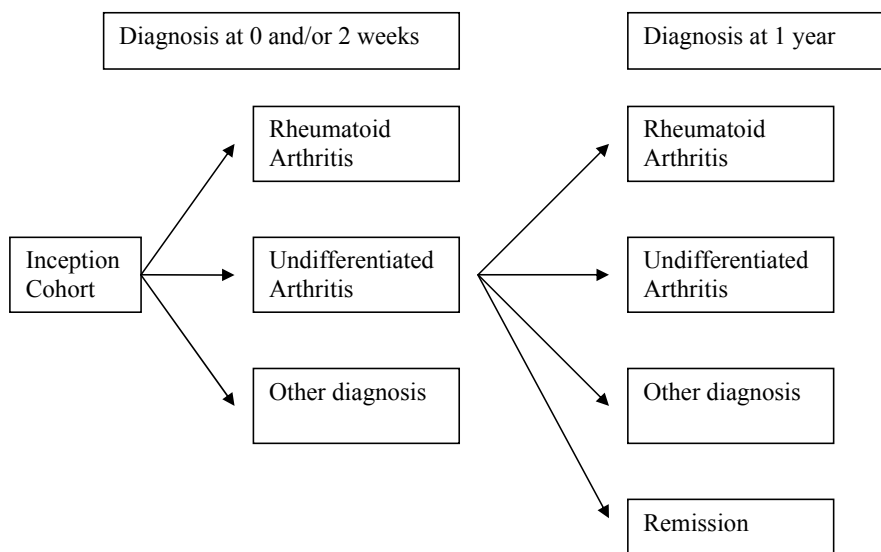 Diagnosis at 0 and/or 2 weeks
Diagnosis at 1 year
Rheumatoid
Arthritis
Rheumatoid
Arthritis
Inception
Cohort
Undifferentiated
Arthritis
Undifferentiated
Arthritis
Other diagnosis
Other diagnosis
Remission